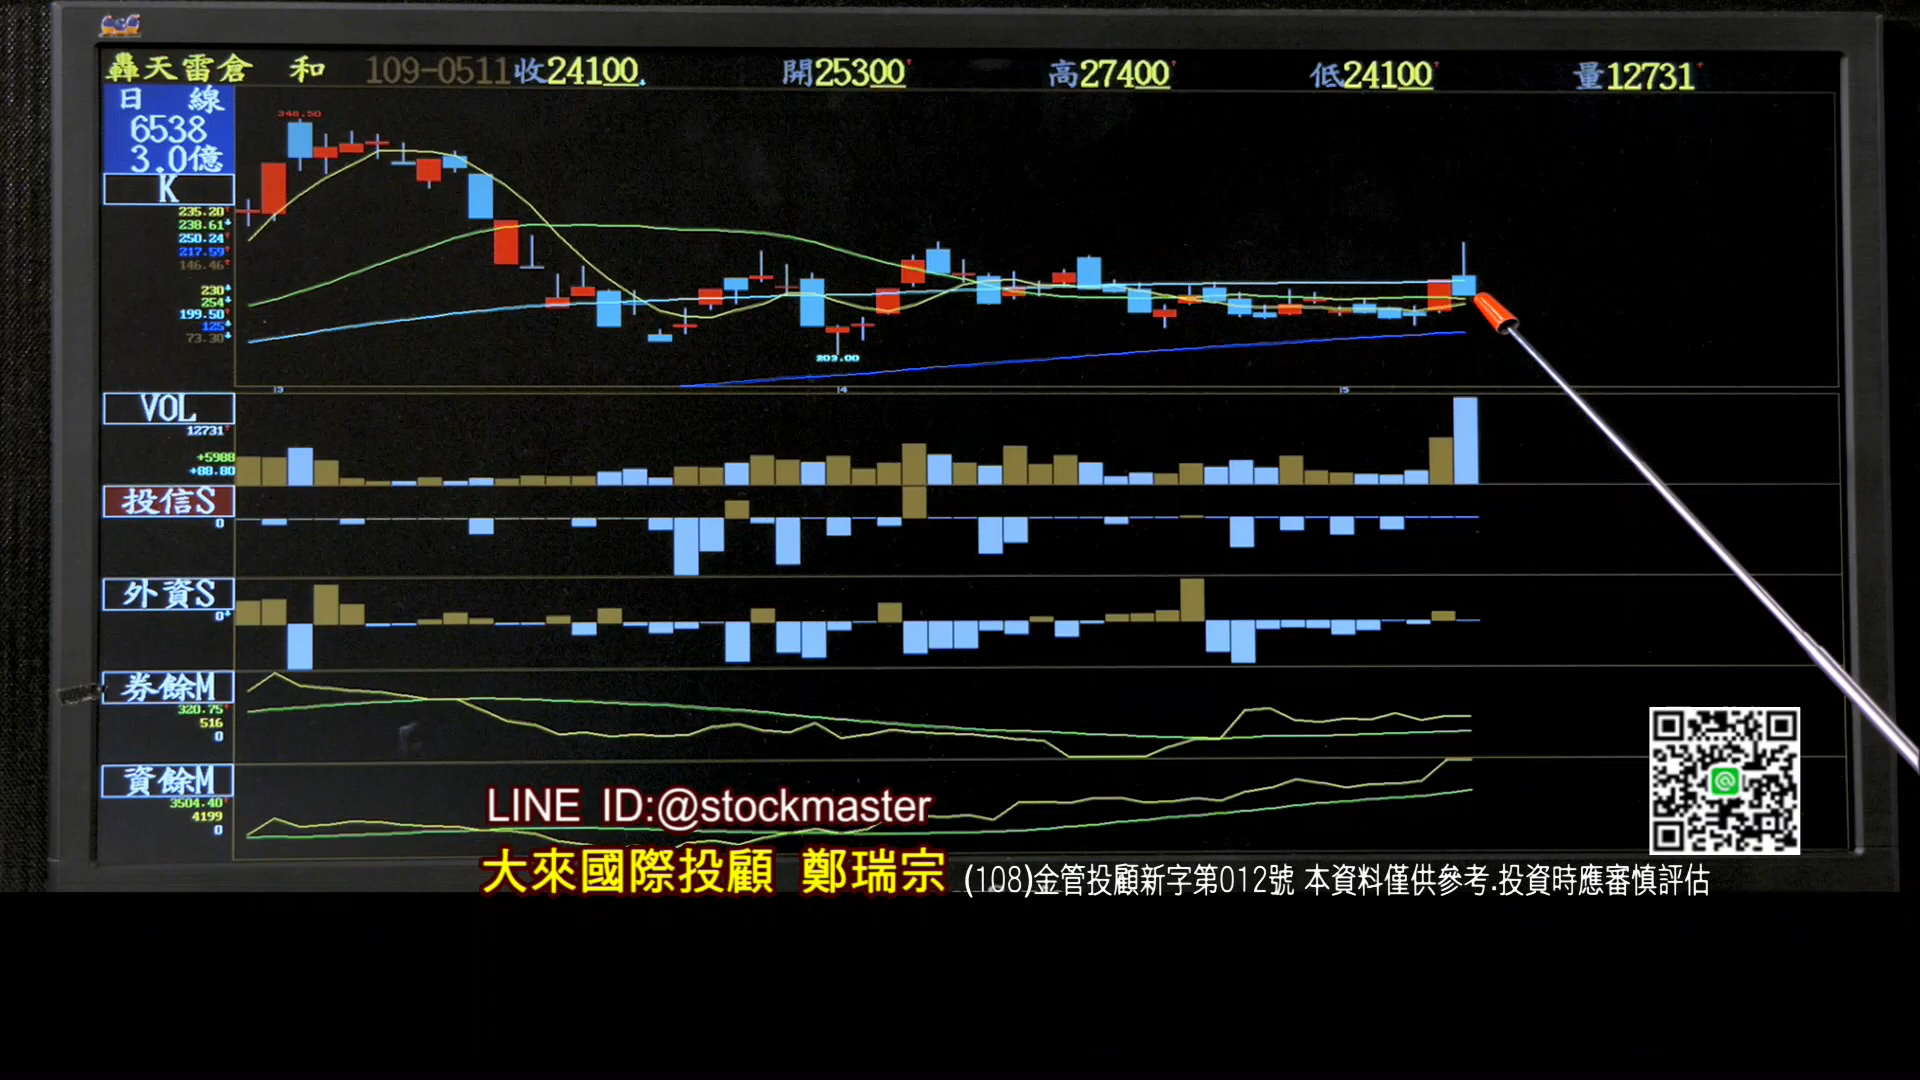 轟天雷倉 和 109-0511 收24100 開25300 高27400 低24100 量12731
日 線
6538
3.0億
K
235.20
238.61
250.24
217.59
146.46
230
254
199.50
125
73.30
348.50
203.00
3 4 5
VOL
12731
+5988
+88.80
投信S
0
外資S
0
券餘M
320.75
516
0
資餘M
3504.40
4199
0
LINE ID:@stockmaster
大來國際投顧 鄭瑞宗 (108)金管投顧新字第012號 本資料僅供參考.投資時應審慎評估